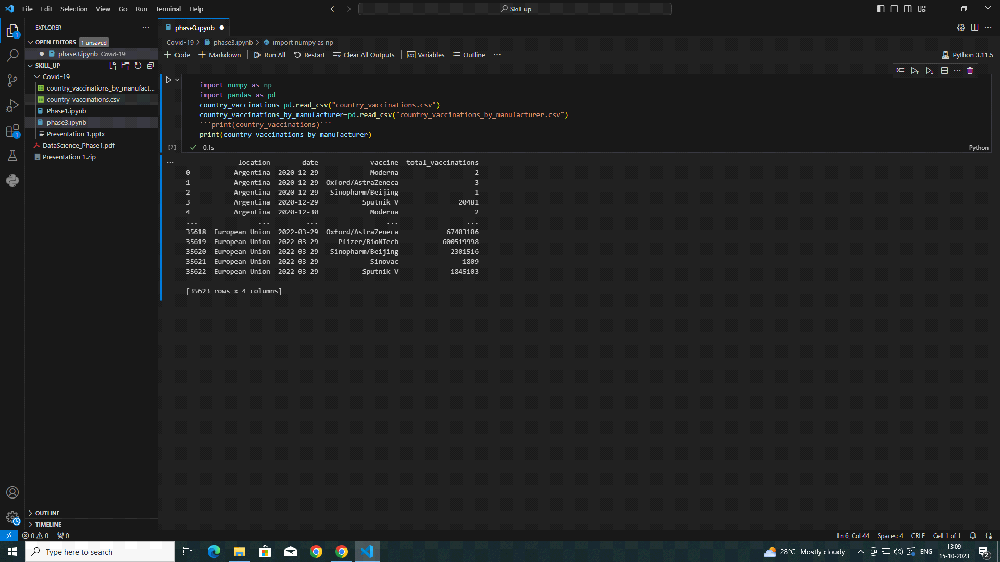 File Edit Selection View Go Run Terminal Help
Skill_up
EXPLORER
OPEN EDITORS 1 unsaved
phase3.ipynb Covid-19
SKILL_UP
Covid-19
country_vaccinations_by_manufact...
country_vaccinations.csv
Phase1.ipynb
phase3.ipynb
Presentation 1.pptx
DataScience_Phase1.pdf
Presentation 1.zip
OUTLINE
TIMELINE
phase3.ipynb
Covid-19 > phase3.ipynb > import numpy as np
+ Code + Markdown Run All Restart Clear All Outputs Variables Outline ...
Python 3.11.5
import numpy as np
import pandas as pd
country_vaccinations=pd.read_csv("country_vaccinations.csv")
country_vaccinations_by_manufacturer=pd.read_csv("country_vaccinations_by_manufacturer.csv")
'''print(country_vaccinations)'''
print(country_vaccinations_by_manufacturer)
[7] 0.1s Python
location date vaccine total_vaccinations
0 Argentina 2020-12-29 Moderna 2
1 Argentina 2020-12-29 Oxford/AstraZeneca 3
2 Argentina 2020-12-29 Sinopharm/Beijing 1
3 Argentina 2020-12-29 Sputnik V 20481
4 Argentina 2020-12-30 Moderna 2
... ... ... ... ...
35618 European Union 2022-03-29 Oxford/AstraZeneca 67403106
35619 European Union 2022-03-29 Pfizer/BioNTech 600519998
35620 European Union 2022-03-29 Sinopharm/Beijing 2301516
35621 European Union 2022-03-29 Sinovac 1809
35622 European Union 2022-03-29 Sputnik V 1845103
[35623 rows x 4 columns]
0 0 0 Ln 6, Col 44 Spaces: 4 CRLF Cell 1 of 1
Type here to search
28°C Mostly cloudy
ENG
13:09
15-10-2023
2
1
1